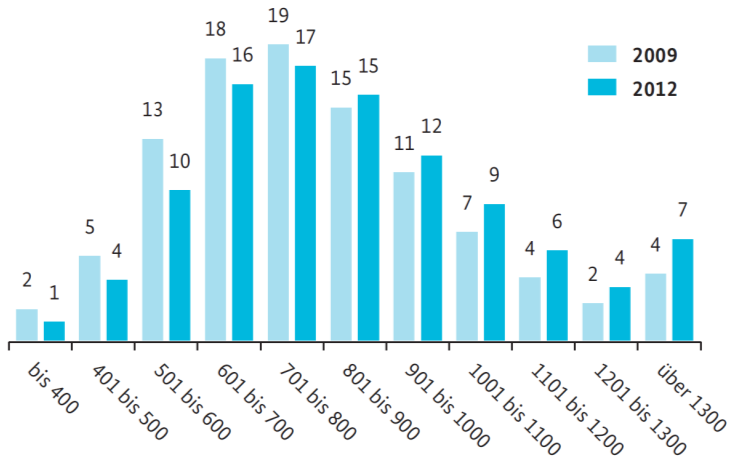 2009
2012
2
1
5
4
13
10
18
16
19
17
15
15
11
12
7
9
4
6
2
4
4
7
bis 400
401 bis 500
501 bis 600
601 bis 700
701 bis 800
801 bis 900
901 bis 1000
1001 bis 1100
1101 bis 1200
1201 bis 1300
über 1300